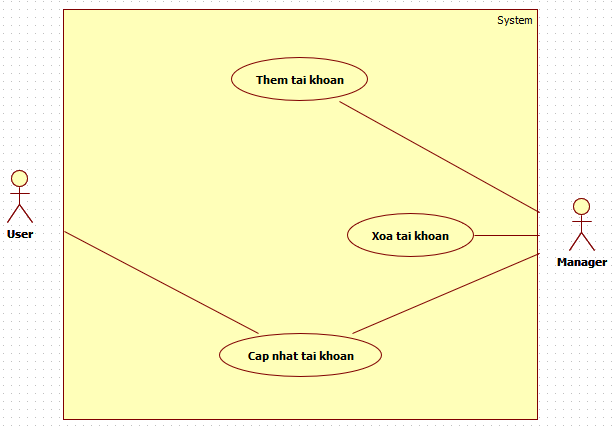 System
Them tai khoan
User
Xoa tai khoan
Manager
Cap nhat tai khoan